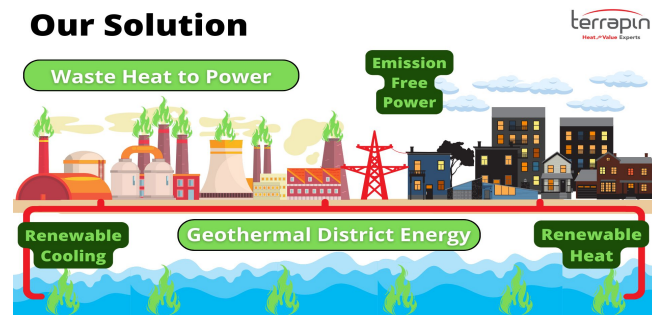 Our Solution
terrapin
Heat to Value Experts
Waste Heat to Power
Emission
Free
Power
Renewable
Cooling
Geothermal District Energy
Renewable
Heat